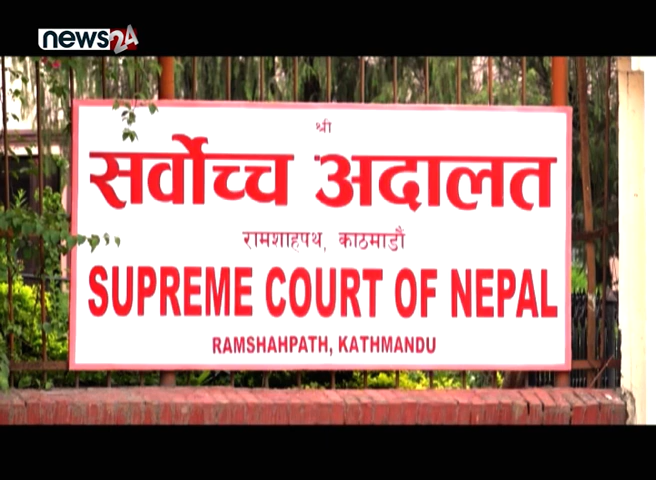 news24
श्री
सर्वोच्च अदालत
रामशाहपथ, काठमाडौं
SUPREME COURT OF NEPAL
RAMSHAHPATH, KATHMANDU